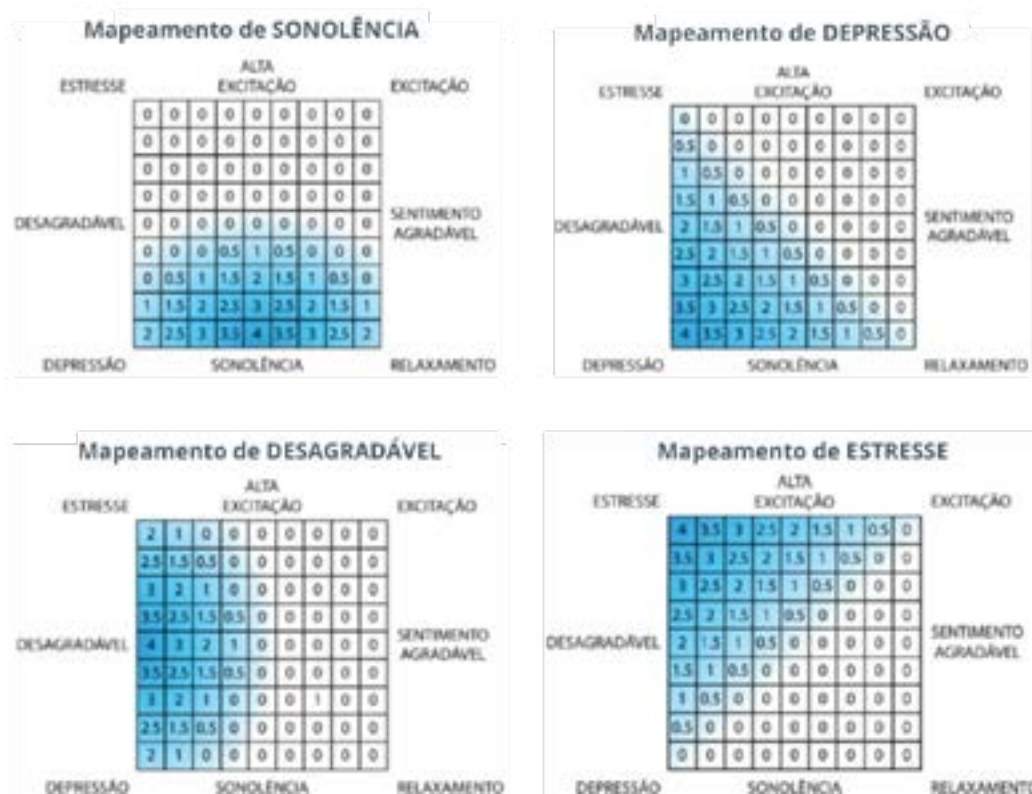 Mapeamento de SONOLÊNCIA
ALTA
ESTRESSE EXCITAÇÃO EXCITAÇÃO
0 0 0 0 0 0 0 0 0
0 0 0 0 0 0 0 0 0
0 0 0 0 0 0 0 0 0
0 0 0 0 0 0 0 0 0
DESAGRADÁVEL 0 0 0 0 0 0 0 0 0 SENTIMENTO AGRADÁVEL
0 0 0 0.5 1 0.5 0 0 0
0 0.5 1 1.5 2 1.5 1 0.5 0
1 1.5 2 2.5 3 2.5 2 1.5 1
2 2.5 3 3.5 4 3.5 3 2.5 2
DEPRESSÃO SONOLÊNCIA RELAXAMENTO
Mapeamento de DEPRESSÃO
ALTA
ESTRESSE EXCITAÇÃO EXCITAÇÃO
0 0 0 0 0 0 0 0 0
0.5 0 0 0 0 0 0 0 0
1 0.5 0 0 0 0 0 0 0
1.5 1 0.5 0 0 0 0 0 0
DESAGRADÁVEL 2 1.5 1 0.5 0 0 0 0 0 SENTIMENTO AGRADÁVEL
2.5 2 1.5 1 0.5 0 0 0 0
3 2.5 2 1.5 1 0.5 0 0 0
3.5 3 2.5 2 1.5 1 0.5 0 0
4 3.5 3 2.5 2 1.5 1 0.5 0
DEPRESSÃO SONOLÊNCIA RELAXAMENTO
Mapeamento de DESAGRADÁVEL
ALTA
ESTRESSE EXCITAÇÃO EXCITAÇÃO
2 1 0 0 0 0 0 0 0
2.5 1.5 0.5 0 0 0 0 0 0
3 2 1 0 0 0 0 0 0
3.5 2.5 1.5 0.5 0 0 0 0 0
DESAGRADÁVEL 4 3 2 1 0 0 0 0 0 SENTIMENTO AGRADÁVEL
3.5 2.5 1.5 0.5 0 0 0 0 0
3 2 1 0 0 0 1 0 0
2.5 1.5 0.5 0 0 0 0 0 0
2 1 0 0 0 0 0 0 0
DEPRESSÃO SONOLÊNCIA RELAXAMENTO
Mapeamento de ESTRESSE
ALTA
ESTRESSE EXCITAÇÃO EXCITAÇÃO
4 3.5 3 2.5 2 1.5 1 0.5 0
3.5 3 2.5 2 1.5 1 0.5 0 0
3 2.5 2 1.5 1 0.5 0 0 0
2.5 2 1.5 1 0.5 0 0 0 0
DESAGRADÁVEL 2 1.5 1 0.5 0 0 0 0 0 SENTIMENTO AGRADÁVEL
1.5 1 0.5 0 0 0 0 0 0
1 0.5 0 0 0 0 0 0 0
0.5 0 0 0 0 0 0 0 0
0 0 0 0 0 0 0 0 0
DEPRESSÃO SONOLÊNCIA RELAXAMENTO